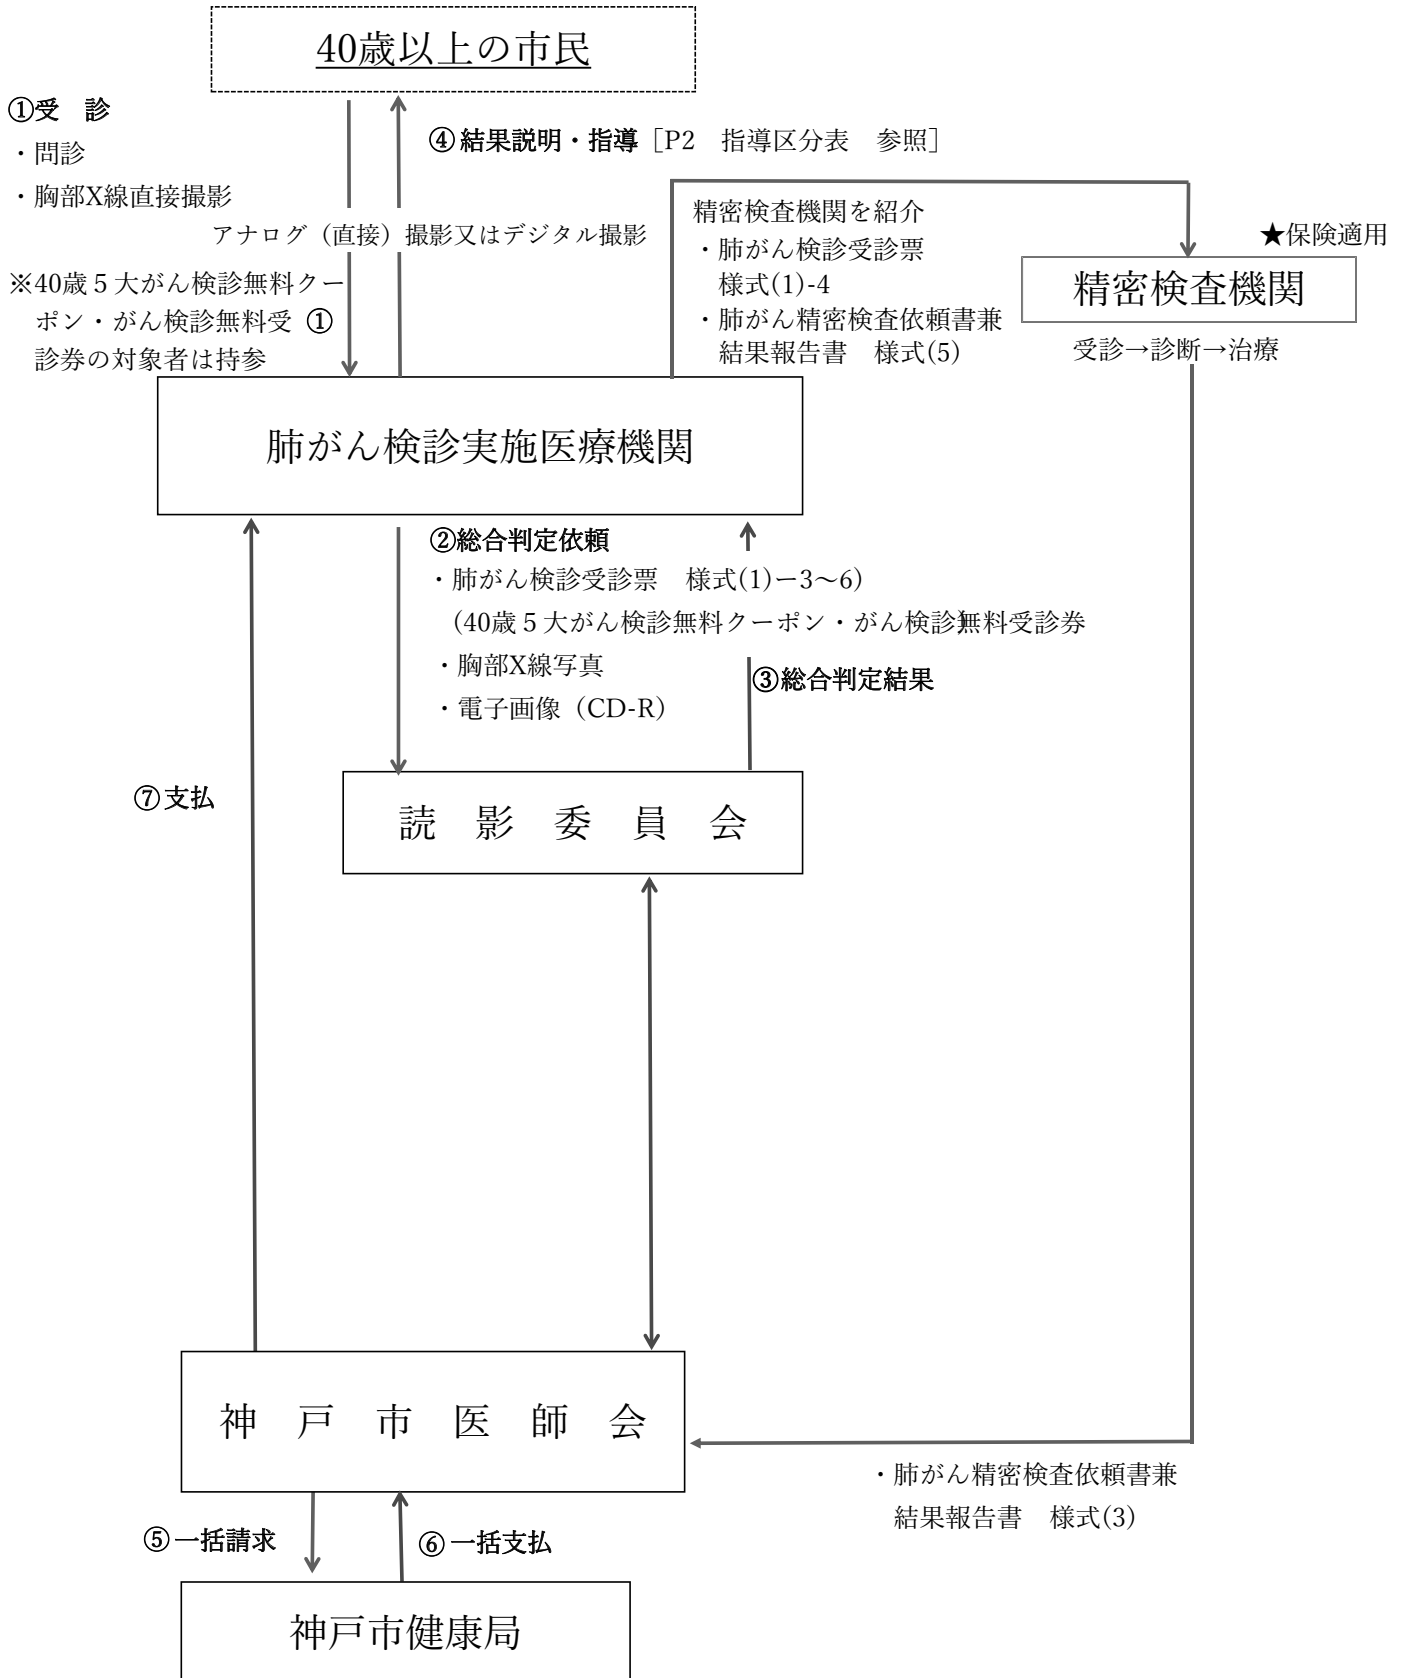 40歳以上の市民
①受　診
・問診
・胸部X線直接撮影
④ 結果説明・指導［P2　指導区分表　参照］
アナログ（直接）撮影又はデジタル撮影
※40歳５大がん検診無料クー
ポン・がん検診無料受 ①
診券の対象者は持参
精密検査機関を紹介
・肺がん検診受診票
様式(1)-4
・肺がん精密検査依頼書兼
結果報告書　様式(5)
★保険適用
精密検査機関
受診→診断→治療
肺がん検診実施医療機関
②総合判定依頼
・肺がん検診受診票　様式(1)ー3～6)
(40歳５大がん検診無料クーポン・がん検診無料受診券)
・胸部X線写真
・電子画像（CD-R）
③総合判定結果
読　影　委　員　会
⑦支払
神　戸　市　医　師　会
・肺がん精密検査依頼書兼
結果報告書　様式(3)
⑤一括請求
⑥一括支払
神戸市健康局